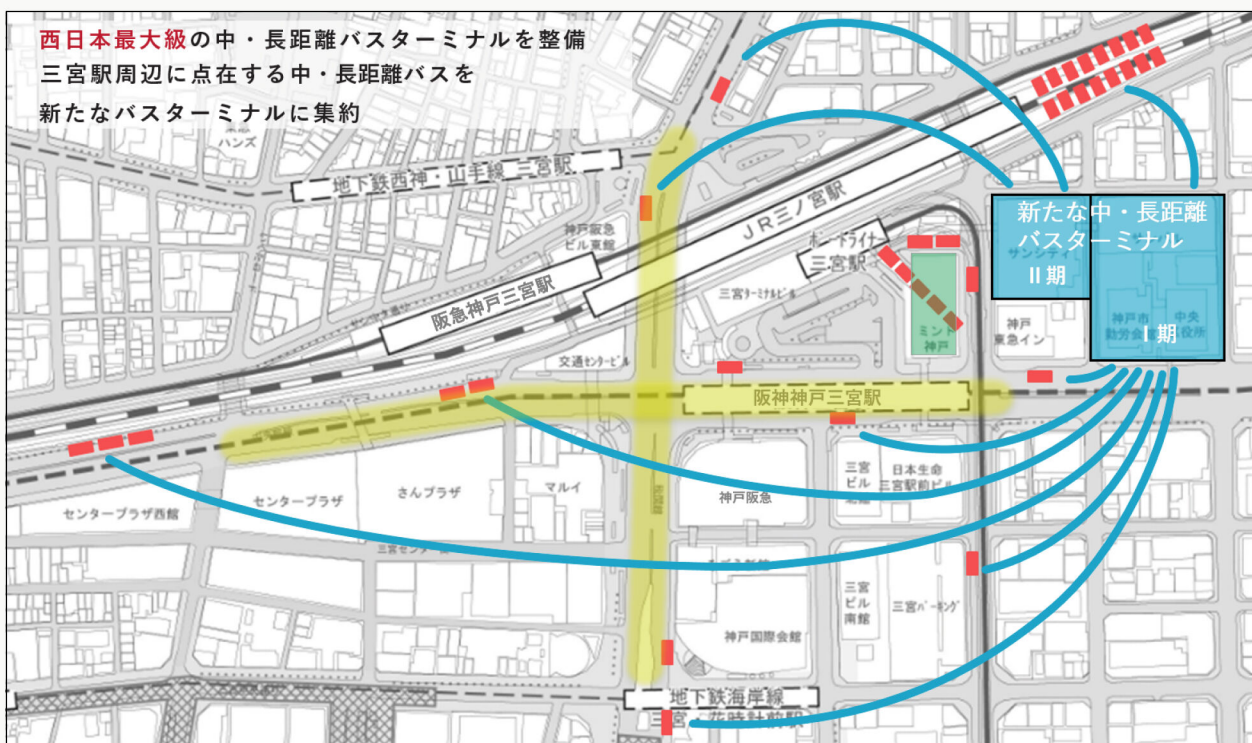 西日本最大級の中・長距離バスターミナルを整備
三宮駅周辺に点在する中・長距離バスを
新たなバスターミナルに集約
ハンズ
地下鉄西神・山手線 三宮駅
神戸阪急
ビル東館
JR三ノ宮駅
ポートライナー
三宮駅
新たな中・長距離
バスターミナル
サンシティ
Ⅱ期
阪急神戸三宮駅
三宮ターミナルビル
ミント
神戸
神戸
東急イン
神戸市
勤労会館
中央
区役所
Ⅰ期
交通センタービル
阪神神戸三宮駅
センタープラザ西館
センタープラザ
さんプラザ
マルイ
神戸阪急
三宮
ビル
北館
日本生命
三宮駅前ビル
三宮センター街
神戸国際会館
三宮
ビル
南館
三宮パーキング
地下鉄海岸線
三宮・花時計前駅